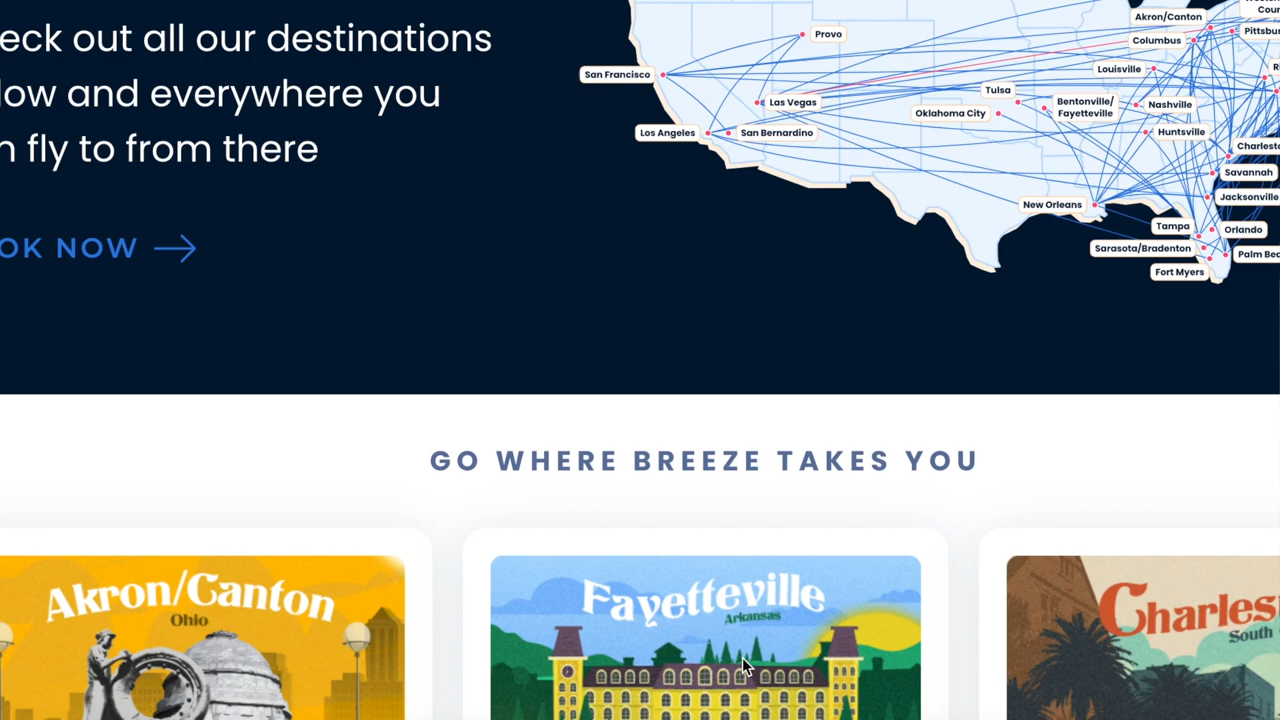 eck out all our destinations
low and everywhere you
n fly to from there
OK NOW
Provo
San Francisco
Las Vegas
Los Angeles
San Bernardino
Tulsa
Oklahoma City
Bentonville/
Fayetteville
Akron/Canton
Columbus
Pittsbur
Louisville
Nashville
Huntsville
Charlesto
Savannah
Jacksonville
New Orleans
Tampa
Orlando
Sarasota/Bradenton
Palm Bea
Fort Myers
GO WHERE BREEZE TAKES YOU
Akron/Canton
Ohio
Fayetteville
Arkansas
Charles
South